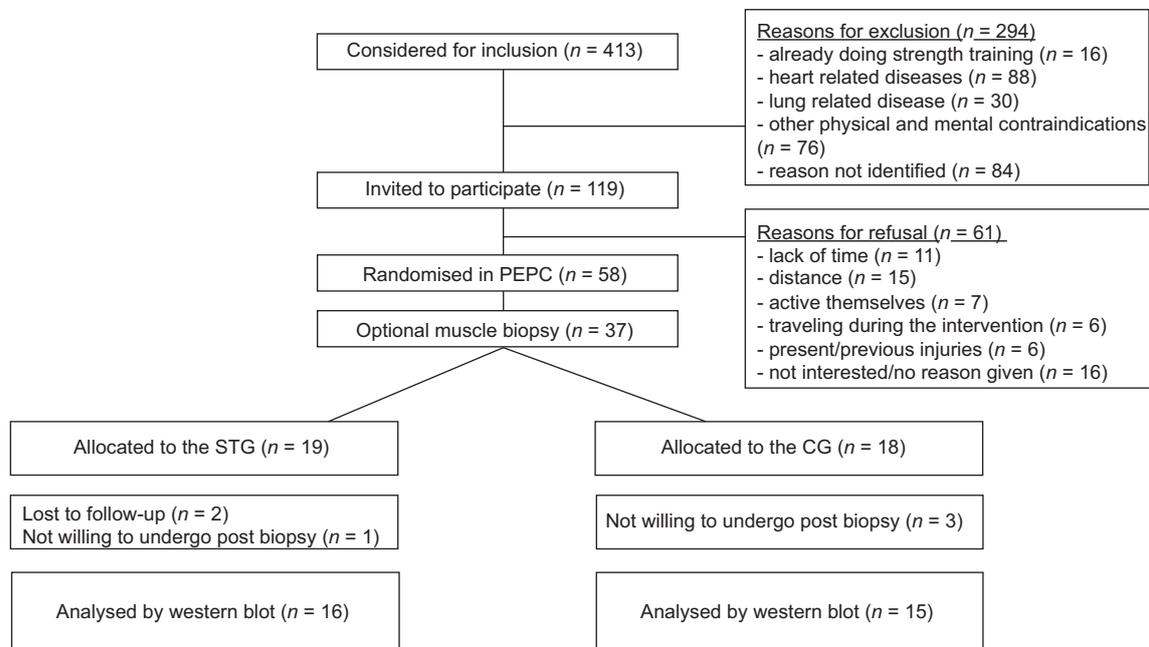 Considered for inclusion (n = 413)
Reasons for exclusion (n = 294)
- already doing strength training (n = 16)
- heart related diseases (n = 88)
- lung related disease (n = 30)
- other physical and mental contraindications
(n = 76)
- reason not identified (n = 84)
Invited to participate (n = 119)
Reasons for refusal (n = 61)
- lack of time (n = 11)
- distance (n = 15)
- active themselves (n = 7)
- traveling during the intervention (n = 6)
- present/previous injuries (n = 6)
- not interested/no reason given (n = 16)
Randomised in PEPC (n = 58)
Optional muscle biopsy (n = 37)
Allocated to the STG (n = 19)
Allocated to the CG (n = 18)
Lost to follow-up (n = 2)
Not willing to undergo post biopsy (n = 1)
Not willing to undergo post biopsy (n = 3)
Analysed by western blot (n = 16)
Analysed by western blot (n = 15)